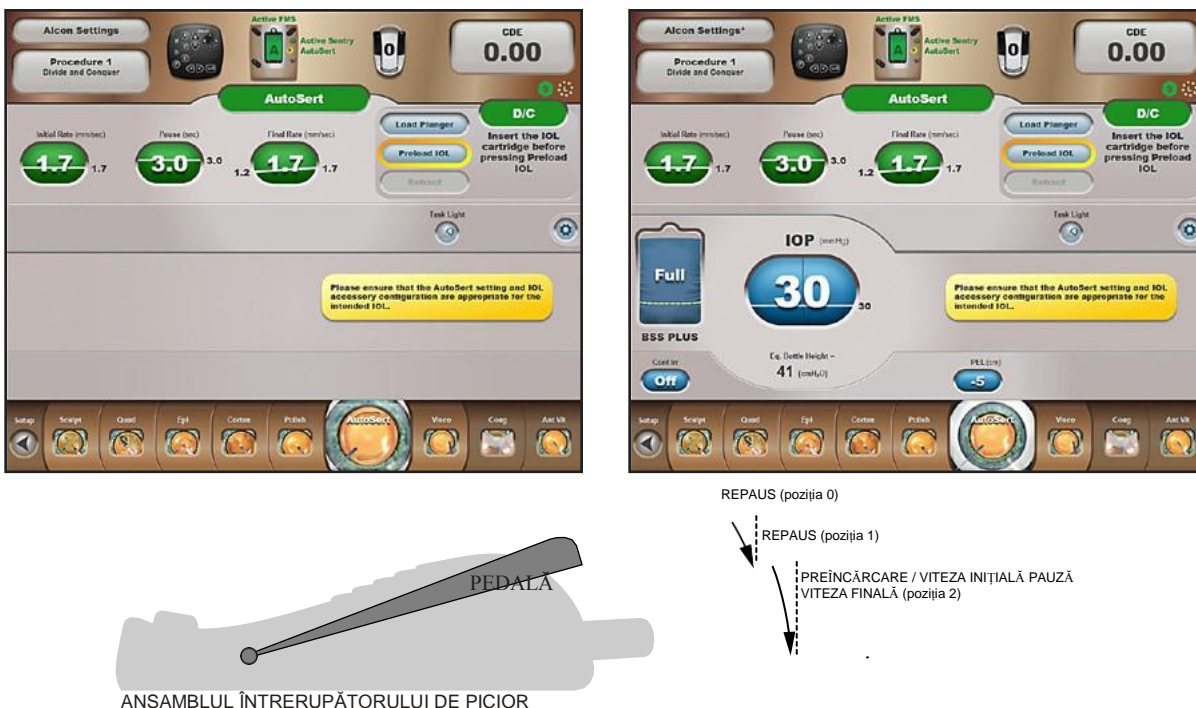 Alcon Settings
Procedure 1
Divide and Conquer
Active FMS
A
Active Sentry
AutoSert
0
CDE
0.00
AutoSert
Initial Rate (mm/sec)
1.7
1.7
Pause (sec)
3.0
3.0
Final Rate (mm/sec)
1.2
1.7
1.7
Load Plunger
Preload IOL
Retract
D/C
Insert the IOL
cartridge before
pressing Preload
IOL
Task Light
Please ensure that the AutoSert setting and IOL
accessory configuration are appropriate for the
intended IOL.
Setup
Sculpt
Quad
Epi
Cortex
Polish
AutoSert
Visco
Coag
Ant Vit
Alcon Settings*
Procedure 1
Divide and Conquer
Active FMS
A
Active Sentry
AutoSert
0
CDE
0.00
AutoSert
Initial Rate (mm/sec)
1.7
1.7
Pause (sec)
3.0
3.0
Final Rate (mm/sec)
1.2
1.7
1.7
Load Plunger
Preload IOL
Retract
D/C
Insert the IOL
cartridge before
pressing Preload
IOL
Task Light
Full
BSS PLUS
IOP (mmHg)
30
30
Please ensure that the AutoSert setting and IOL
accessory configuration are appropriate for the
intended IOL.
Cont Irr
Off
Eq. Bottle Height ~
41 (cmH₂O)
PEL (cm)
-5
Setup
Sculpt
Quad
Epi
Cortex
Polish
AutoSert
Visco
Coag
Ant Vit
PEDALĂ
ANSAMBLUL ÎNTRERUPĂTORULUI DE PICIOR
REPAUS (poziția 0)
REPAUS (poziția 1)
PREÎNCĂRCARE / VITEZA INIȚIALĂ PAUZĂ
VITEZA FINALĂ (poziția 2)